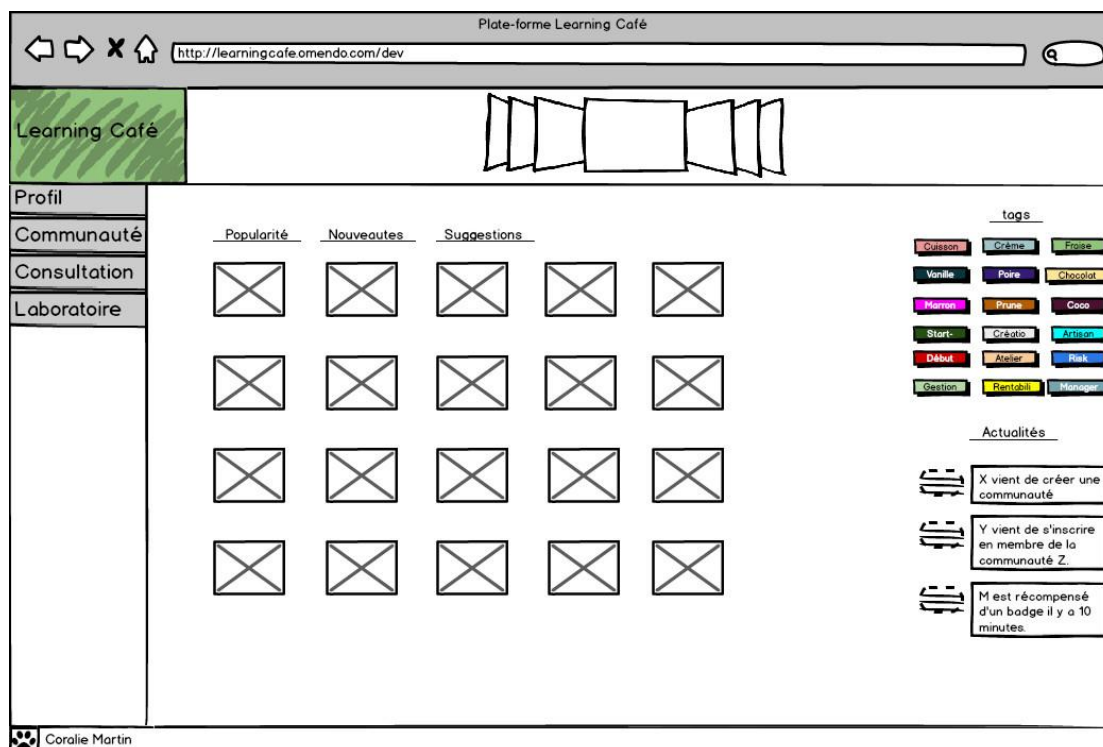 Plate-forme Learning Café
http://learningcafe.omendo.com/dev
Learning Café
Profil
Communauté
Consultation
Laboratoire
Popularité Nouveautes Suggestions
tags
Cuisson Crème Fraise
Vanille Poire Chocolat
Marron Prune Coco
Start- Créatio Artisan
Début Atelier Risk
Gestion Rentabili Manager
Actualités
X vient de créer une
communauté
Y vient de s'inscrire
en membre de la
communauté Z.
M est récompensé
d'un badge il y a 10
minutes.
Coralie Martin